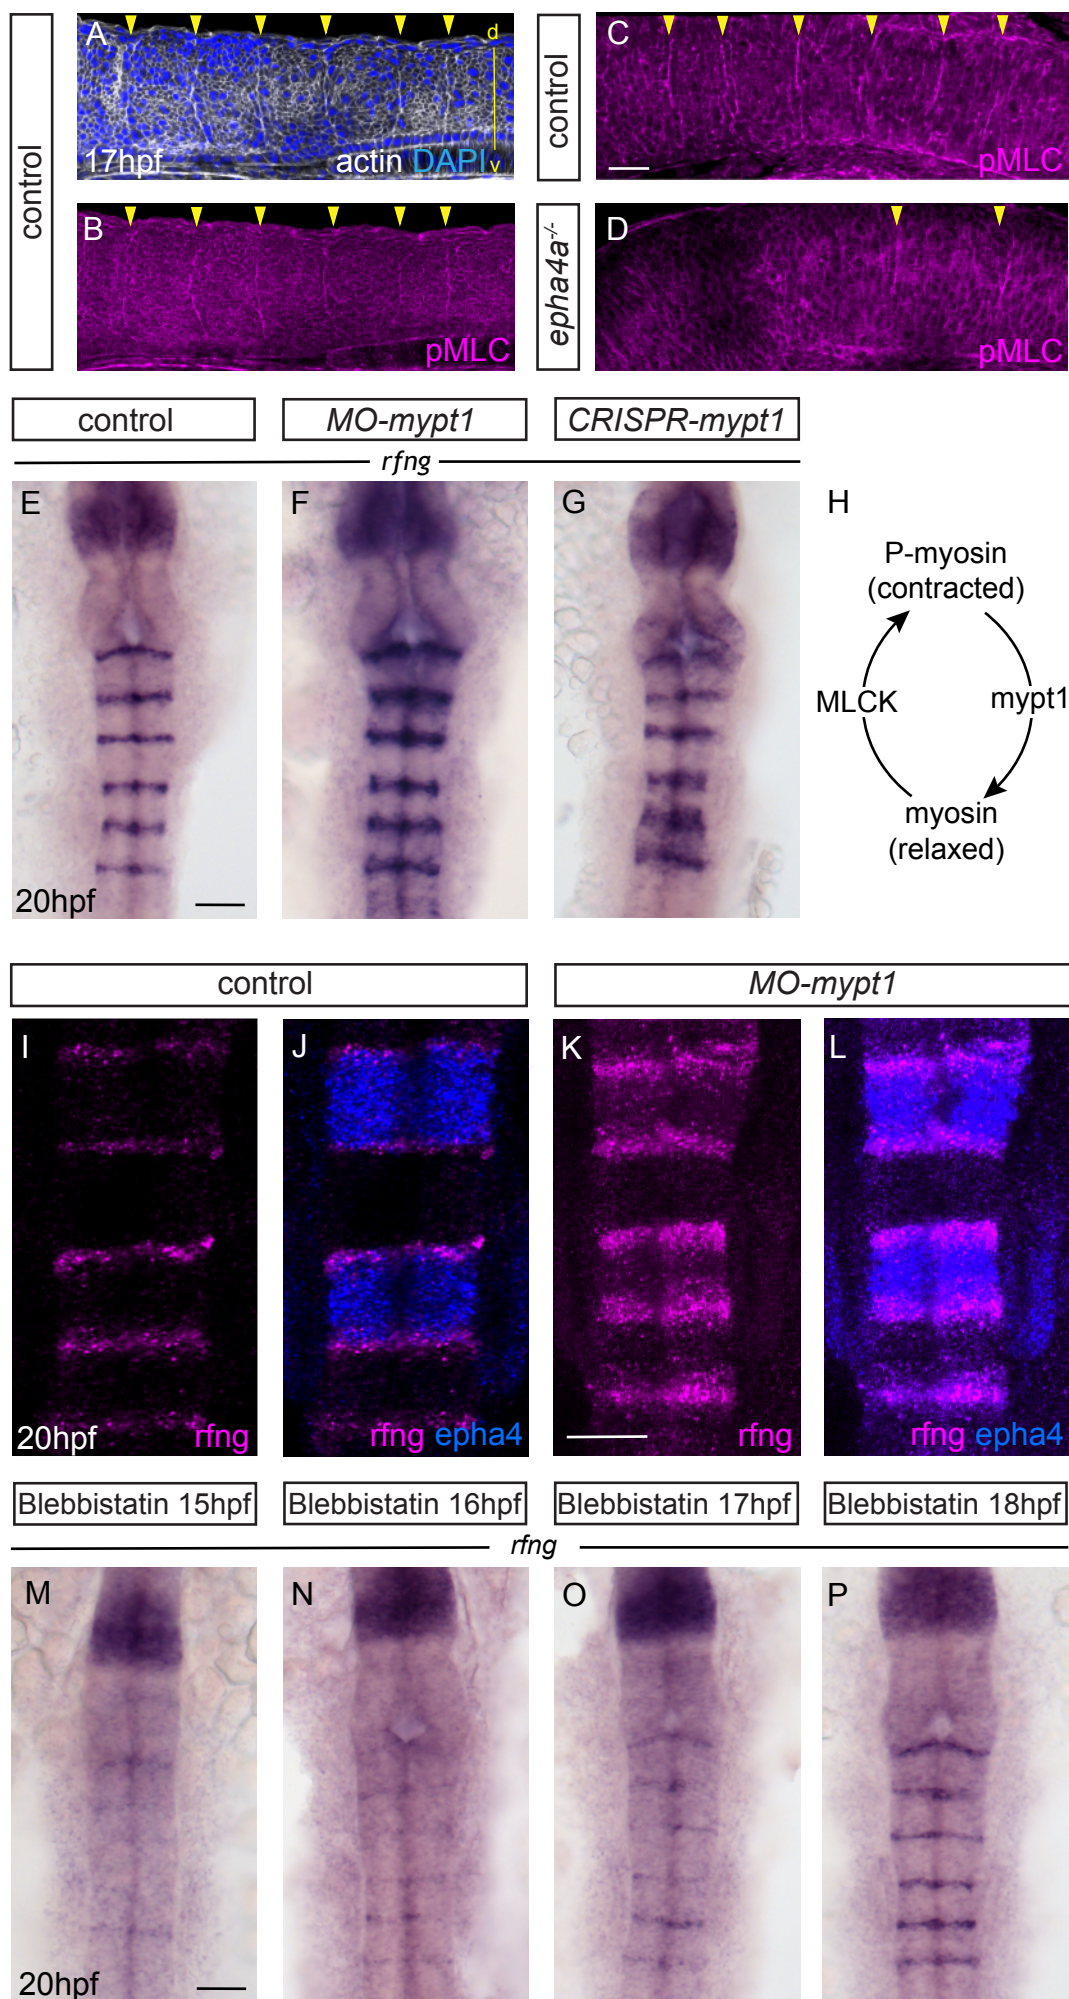 control
A
d
v
17hpf
actin DAPI
B
pMLC
control
C
pMLC
epha4a-/-
D
pMLC
control
MO-mypt1
CRISPR-mypt1
rfng
E
20hpf
F
G
H
P-myosin
(contracted)
MLCK
mypt1
myosin
(relaxed)
control
MO-mypt1
I
20hpf
rfng
J
rfng epha4
K
rfng
L
rfng epha4
Blebbistatin 15hpf
Blebbistatin 16hpf
Blebbistatin 17hpf
Blebbistatin 18hpf
rfng
M
20hpf
N
O
P